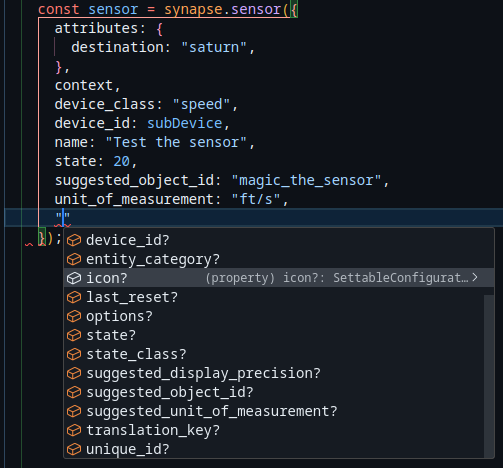 const sensor = synapse.sensor({
attributes: {
destination: "saturn",
},
context,
device_class: "speed",
device_id: subDevice,
name: "Test the sensor",
state: 20,
suggested_object_id: "magic_the_sensor",
unit_of_measurement: "ft/s",
""
});
device_id?
entity_category?
icon? (property) icon?: SettableConfigurat…
last_reset?
options?
state?
state_class?
suggested_display_precision?
suggested_object_id?
suggested_unit_of_measurement?
translation_key?
unique_id?